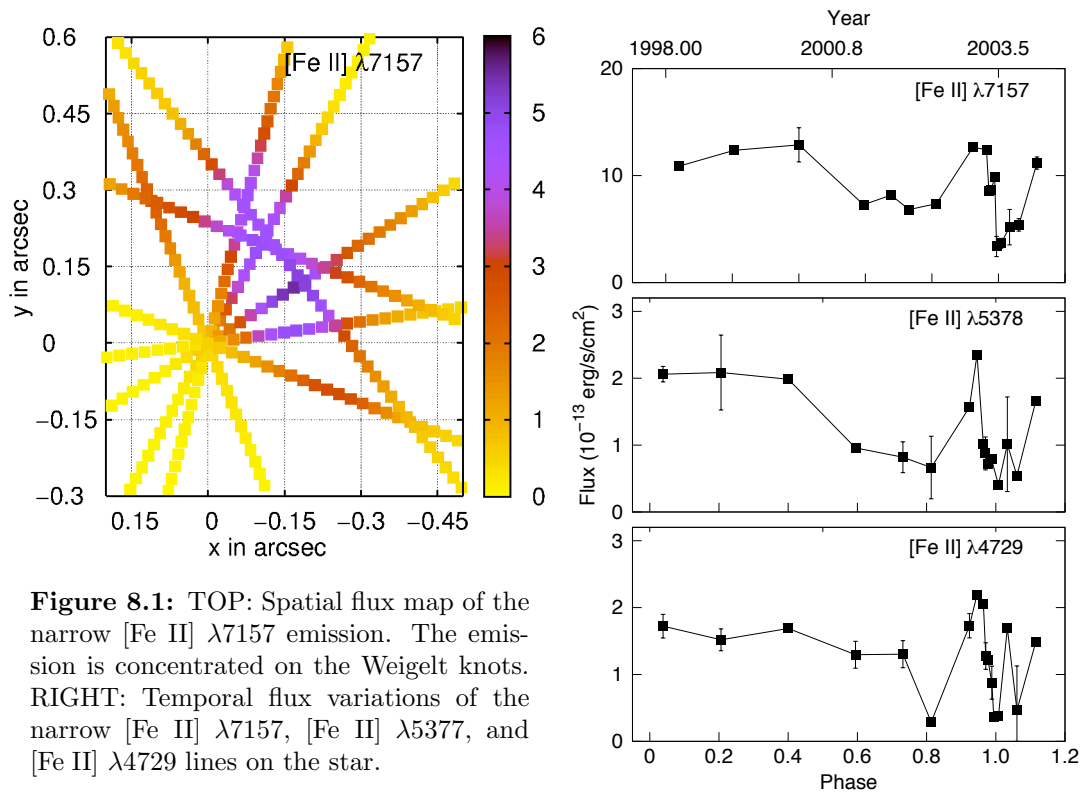 [Fe II] λ7157
0.6
0.45
0.3
0.15
0
−0.15
−0.3
y in arcsec
0.15 0 −0.15 −0.3 −0.45
x in arcsec
6
5
4
3
2
1
0
Figure 8.1: TOP: Spatial flux map of the
narrow [Fe II] λ7157 emission. The emis-
sion is concentrated on the Weigelt knots.
RIGHT: Temporal flux variations of the
narrow [Fe II] λ7157, [Fe II] λ5377, and
[Fe II] λ4729 lines on the star.
Year
1998.00 2000.8 2003.5
[Fe II] λ7157
20
10
0
[Fe II] λ5378
3
2
1
0
Flux (10⁻¹³ erg/s/cm²)
[Fe II] λ4729
3
2
1
0
0 0.2 0.4 0.6 0.8 1.0 1.2
Phase